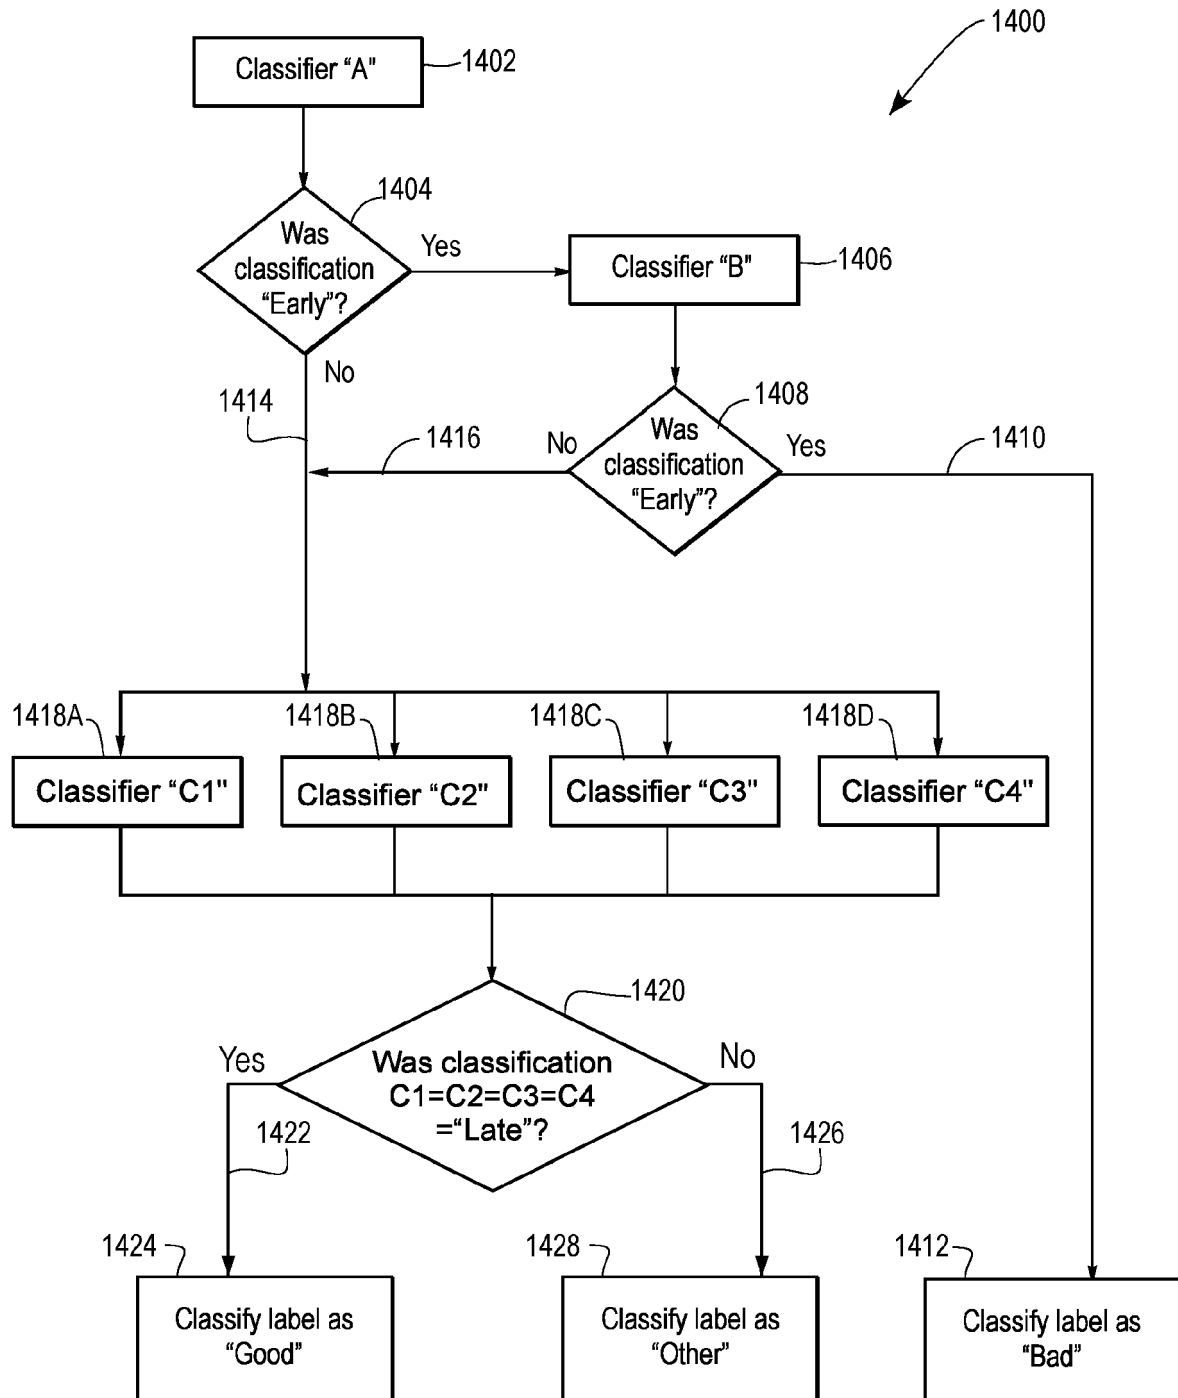 1400
Classifier "A"
1402
1404
Was
classification
“Early”?
Yes
No
Classifier "B"
1406
1408
Was
classification
“Early”?
No
Yes
1410
1414
1416
1418A
1418B
1418C
1418D
Classifier “C1"
Classifier “C2"
Classifier “C3"
Classifier “C4"
1420
Was classification
C1=C2=C3=C4
=“Late”?
Yes
No
1422
1426
1424
1428
1412
Classify label as
“Good”
Classify label as
“Other”
Classify label as
“Bad”